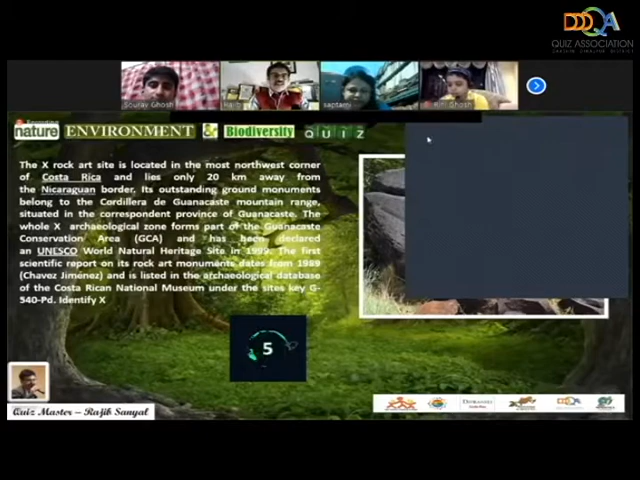 DDQA
QUIZ ASSOCIATION
Sourav Ghosh
saptami
Rini Ghosh
Recording
nature ENVIRONMENT & Biodiversity QUIZ
The X rock art site is located in the most northwest corner
of Costa Rica and lies only 20 km away from
the Nicaraguan border. Its outstanding ground monuments
belong to the Cordillera de Guanacaste mountain range,
situated in the correspondent province of Guanacaste. The
whole X archaeological zone forms part of the Guanacaste
Conservation Area (GCA) and has been declared
an UNESCO World Natural Heritage Site in 1999. The first
scientific report on its rock art monuments dates from 1989
(Chavez Jiménez) and is listed in the archaeological database
of the Costa Rican National Museum under the sites key G-
540-Pd. Identify X
5
Quiz Master – Rajib Sanyal